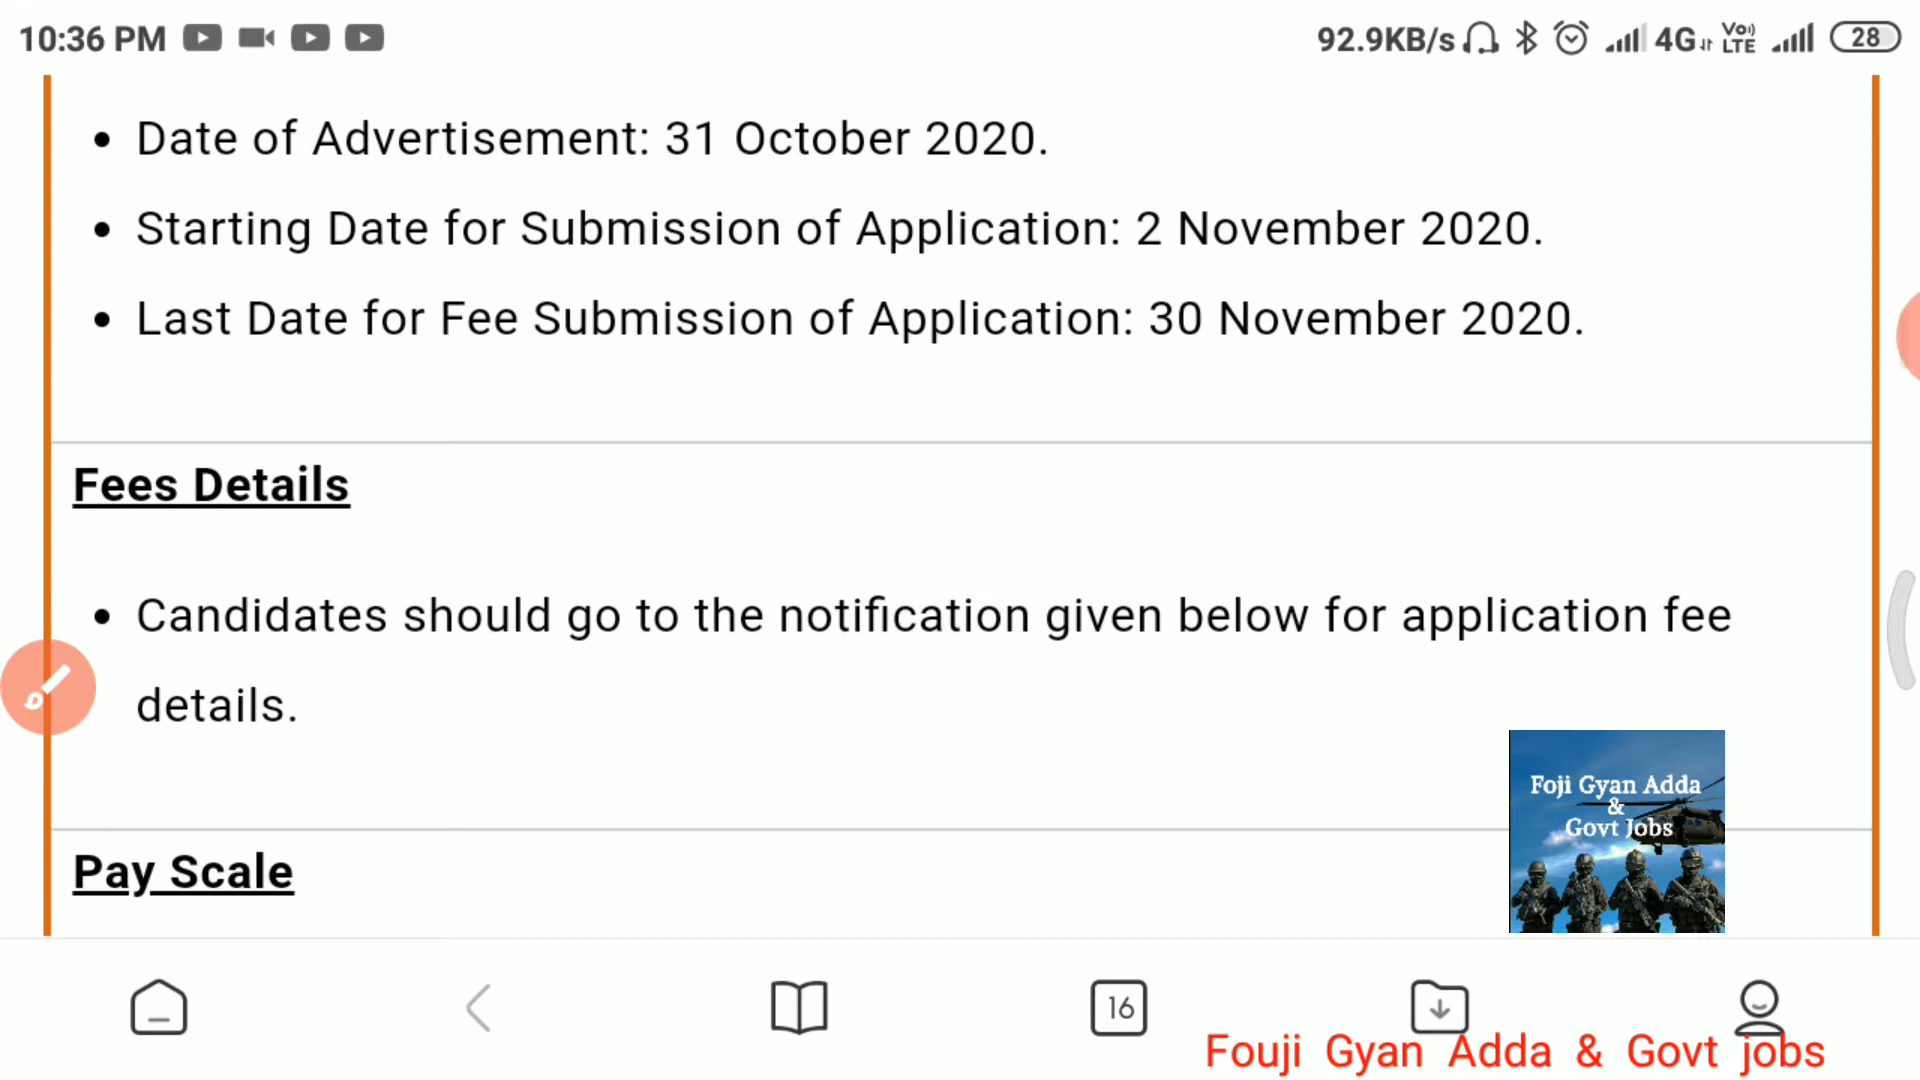 10:36 PM 92.9KB/s 4G Vo)) LTE 28
• Date of Advertisement: 31 October 2020.
• Starting Date for Submission of Application: 2 November 2020.
• Last Date for Fee Submission of Application: 30 November 2020.
Fees Details
• Candidates should go to the notification given below for application fee
details.
Foji Gyan Adda
&
Govt Jobs
Pay Scale
16
Fouji Gyan Adda & Govt jobs